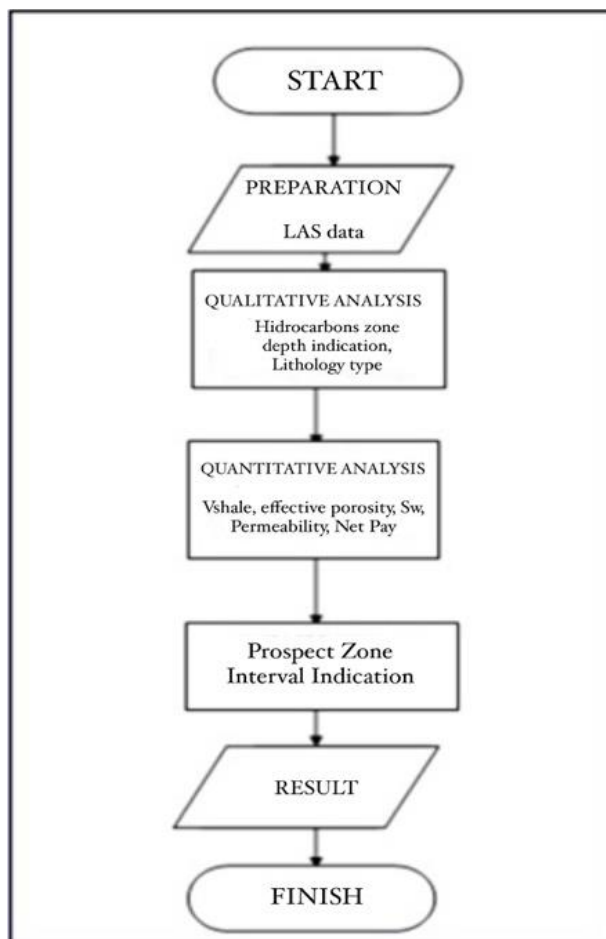 START
PREPARATION
LAS data
QUALITATIVE ANALYSIS
Hidrocarbons zone
depth indication,
Lithology type
QUANTITATIVE ANALYSIS
Vshale, effective porosity, Sw,
Permeability, Net Pay
Prospect Zone
Interval Indication
RESULT
FINISH